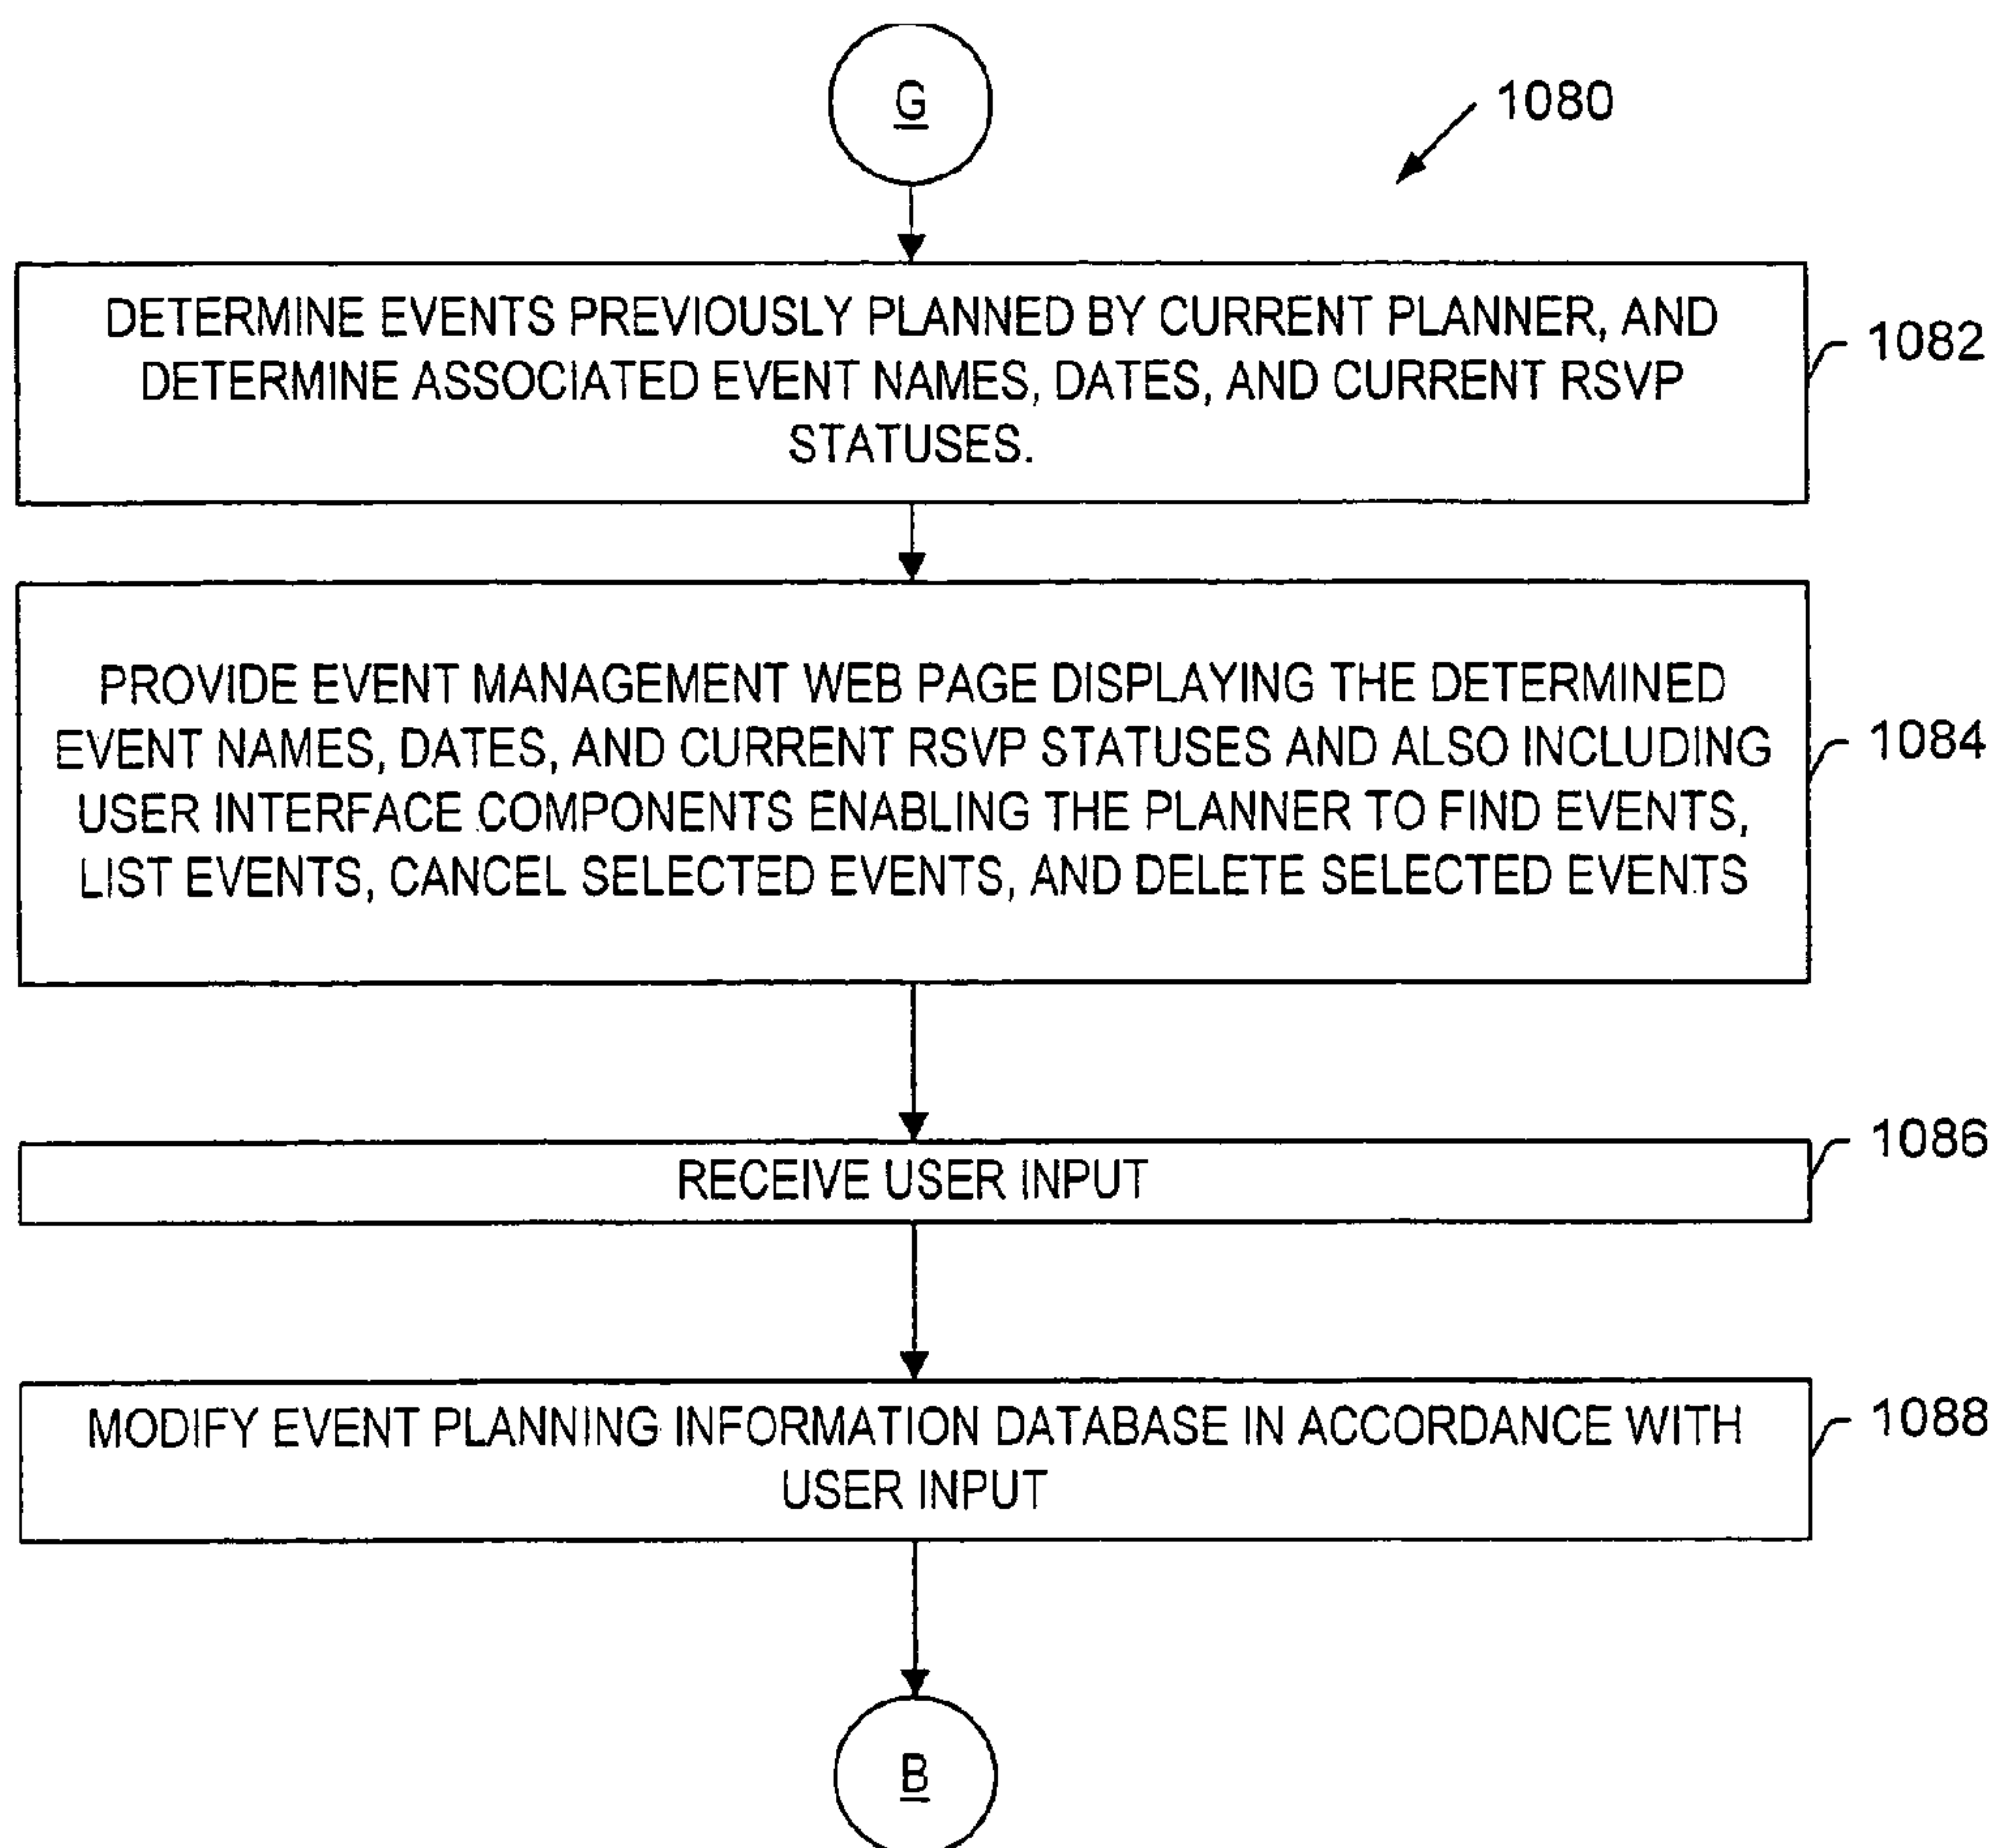 G
1080
DETERMINE EVENTS PREVIOUSLY PLANNED BY CURRENT PLANNER, AND
DETERMINE ASSOCIATED EVENT NAMES, DATES, AND CURRENT RSVP
STATUSES.
1082
PROVIDE EVENT MANAGEMENT WEB PAGE DISPLAYING THE DETERMINED
EVENT NAMES, DATES, AND CURRENT RSVP STATUSES AND ALSO INCLUDING
USER INTERFACE COMPONENTS ENABLING THE PLANNER TO FIND EVENTS,
LIST EVENTS, CANCEL SELECTED EVENTS, AND DELETE SELECTED EVENTS
1084
RECEIVE USER INPUT
1086
MODIFY EVENT PLANNING INFORMATION DATABASE IN ACCORDANCE WITH
USER INPUT
1088
B